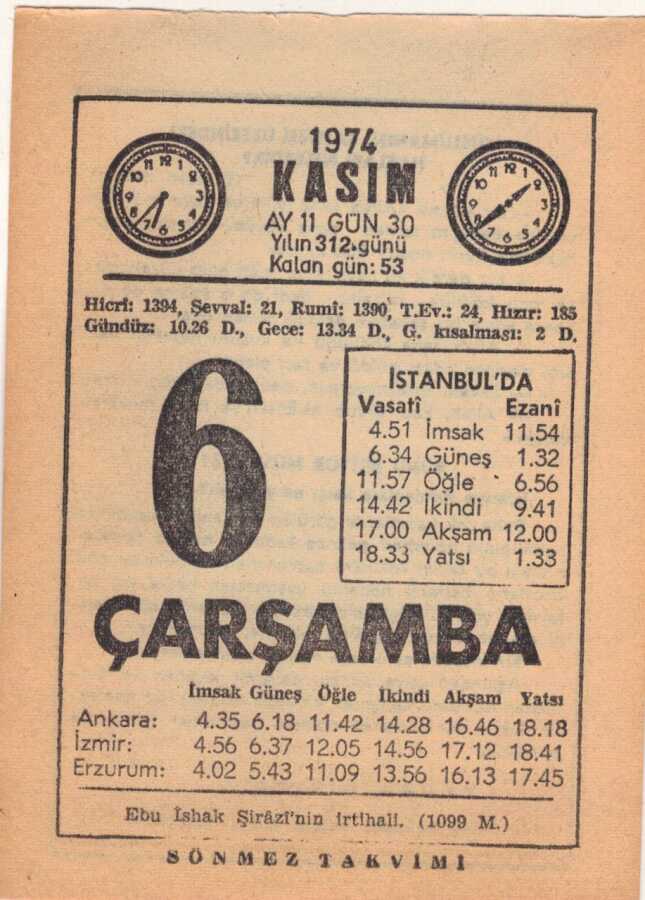 1974
KASIM
AY 11 GÜN 30
Yılın 312. günü
Kalan gün: 53
Hicrî: 1394, Şevval: 21, Rumî: 1390, T.Ev.: 24, Hızır: 185
Gündüz: 10.26 D., Gece: 13.34 D., G. kısalması: 2 D.
6
İSTANBUL'DA
Vasatî Ezanî
4.51 İmsak 11.54
6.34 Güneş 1.32
11.57 Öğle 6.56
14.42 İkindi 9.41
17.00 Akşam 12.00
18.33 Yatsı 1.33
ÇARŞAMBA
İmsak Güneş Öğle İkindi Akşam Yatsı
Ankara: 4.35 6.18 11.42 14.28 16.46 18.18
İzmir: 4.56 6.37 12.05 14.56 17.12 18.41
Erzurum: 4.02 5.43 11.09 13.56 16.13 17.45
Ebu İshak Şirâzî'nin irtihali. (1099 M.)
SÖNMEZ TAKVİMİ